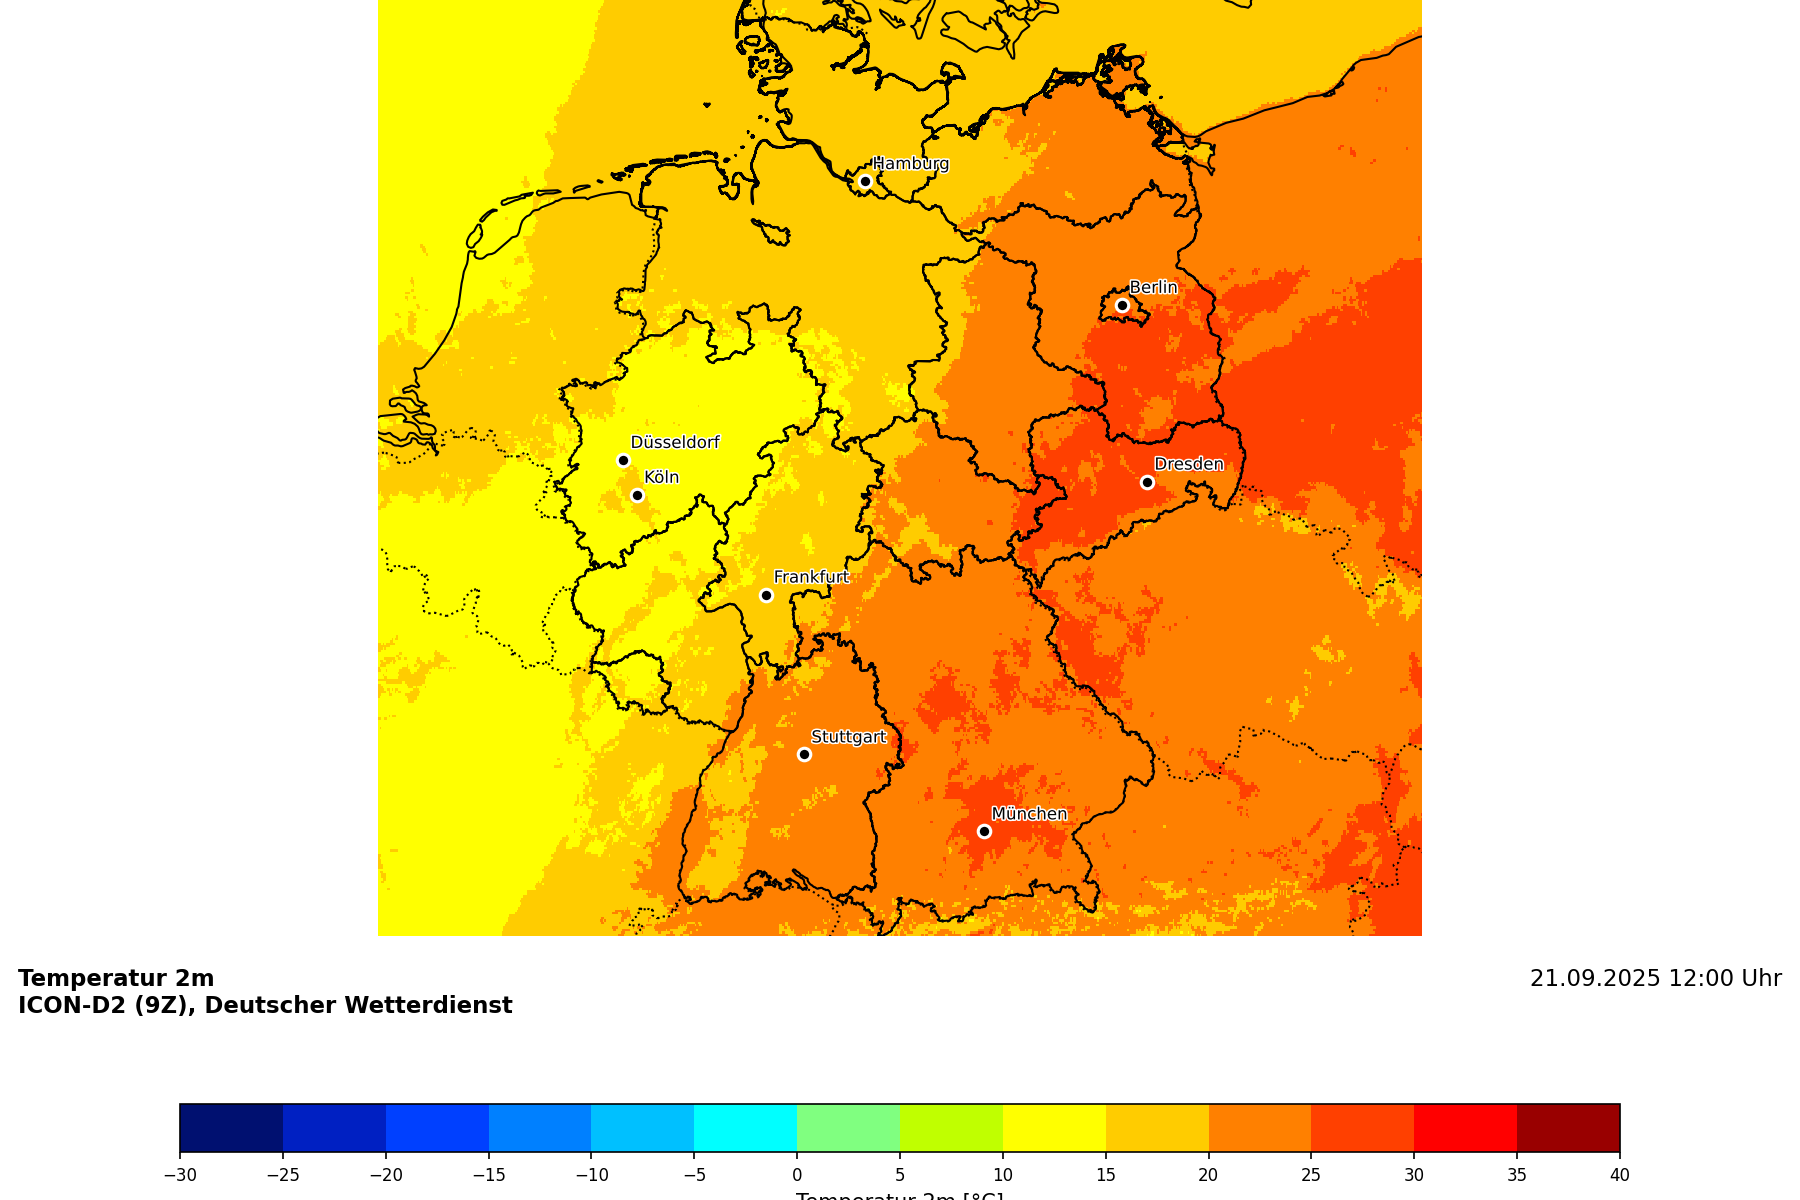 Hamburg
Berlin
Düsseldorf
Köln
Dresden
Frankfurt
Stuttgart
München
Temperatur 2m
21.09.2025 12:00 Uhr
ICON-D2 (9Z), Deutscher Wetterdienst
−30 −25 −20 −15 −10 −5 0 5 10 15 20 25 30 35 40
Temperatur 2m [°C]